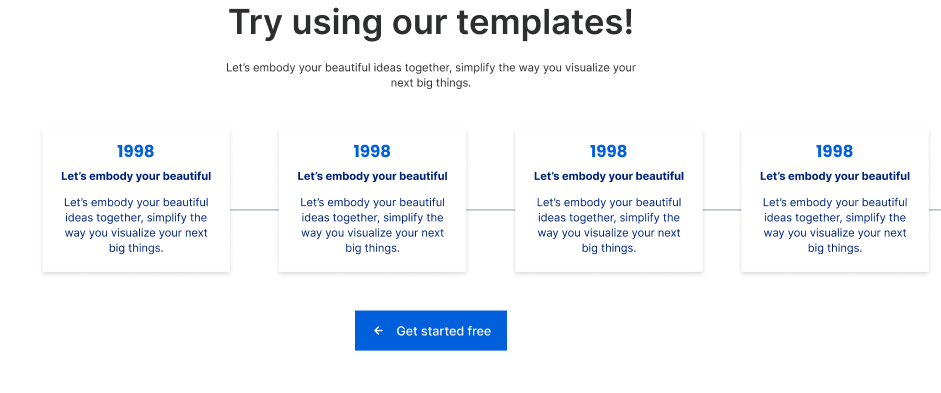 Try using our templates!
Let’s embody your beautiful ideas together, simplify the way you visualize your
next big things.
1998
Let’s embody your beautiful
Let’s embody your beautiful
ideas together, simplify the
way you visualize your next
big things.
1998
Let’s embody your beautiful
Let’s embody your beautiful
ideas together, simplify the
way you visualize your next
big things.
1998
Let’s embody your beautiful
Let’s embody your beautiful
ideas together, simplify the
way you visualize your next
big things.
1998
Let’s embody your beautiful
Let’s embody your beautiful
ideas together, simplify the
way you visualize your next
big things.
Get started free